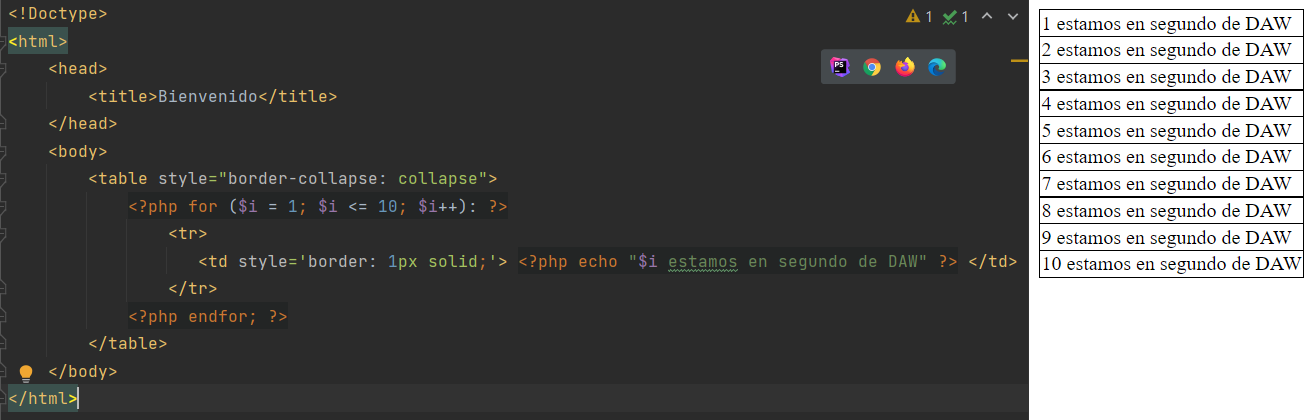 <!Doctype>
<html>
<head>
<title>Bienvenido</title>
</head>
<body>
<table style="border-collapse: collapse">
<?php for ($i = 1; $i <= 10; $i++): ?>
<tr>
<td style='border: 1px solid;'> <?php echo "$i estamos en segundo de DAW" ?> </td>
</tr>
<?php endfor; ?>
</table>
</body>
</html>
1 1
PS
1 estamos en segundo de DAW
2 estamos en segundo de DAW
3 estamos en segundo de DAW
4 estamos en segundo de DAW
5 estamos en segundo de DAW
6 estamos en segundo de DAW
7 estamos en segundo de DAW
8 estamos en segundo de DAW
9 estamos en segundo de DAW
10 estamos en segundo de DAW